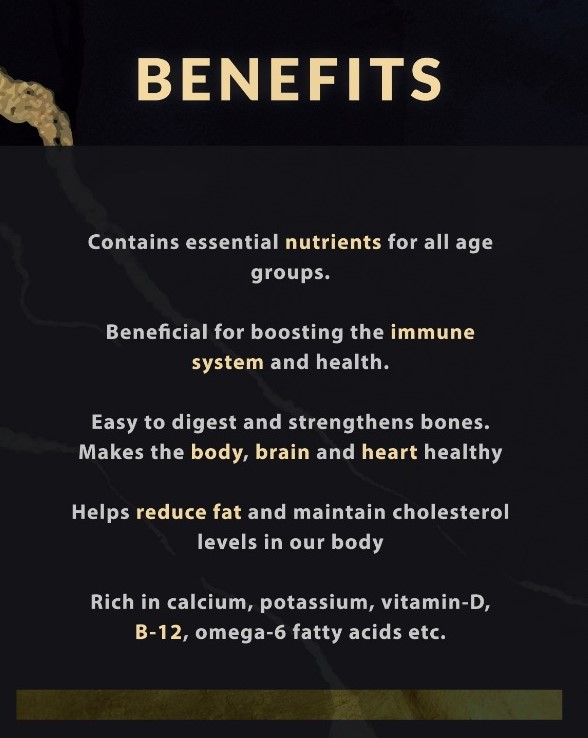 BENEFITS
Contains essential nutrients for all age
groups.
Beneficial for boosting the immune
system and health.
Easy to digest and strengthens bones.
Makes the body, brain and heart healthy
Helps reduce fat and maintain cholesterol
levels in our body
Rich in calcium, potassium, vitamin-D,
B-12, omega-6 fatty acids etc.